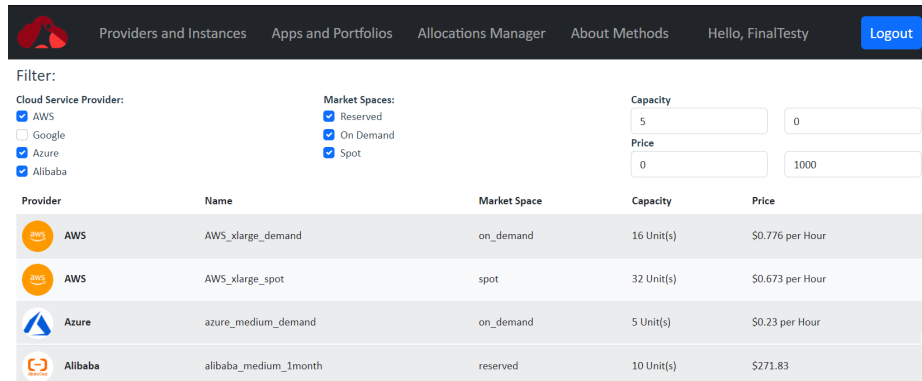 Providers and Instances Apps and Portfolios Allocations Manager About Methods Hello, FinalTesty Logout
Filter:
Cloud Service Provider: Market Spaces: Capacity
AWS Reserved 5 0
Google On Demand Price
Azure Spot 0 1000
Alibaba
Provider Name Market Space Capacity Price
aws AWS AWS_xlarge_demand on_demand 16 Unit(s) $0.776 per Hour
aws AWS AWS_xlarge_spot spot 32 Unit(s) $0.673 per Hour
Azure azure_medium_demand on_demand 5 Unit(s) $0.23 per Hour
Alibaba alibaba_medium_1month reserved 10 Unit(s) $271.83